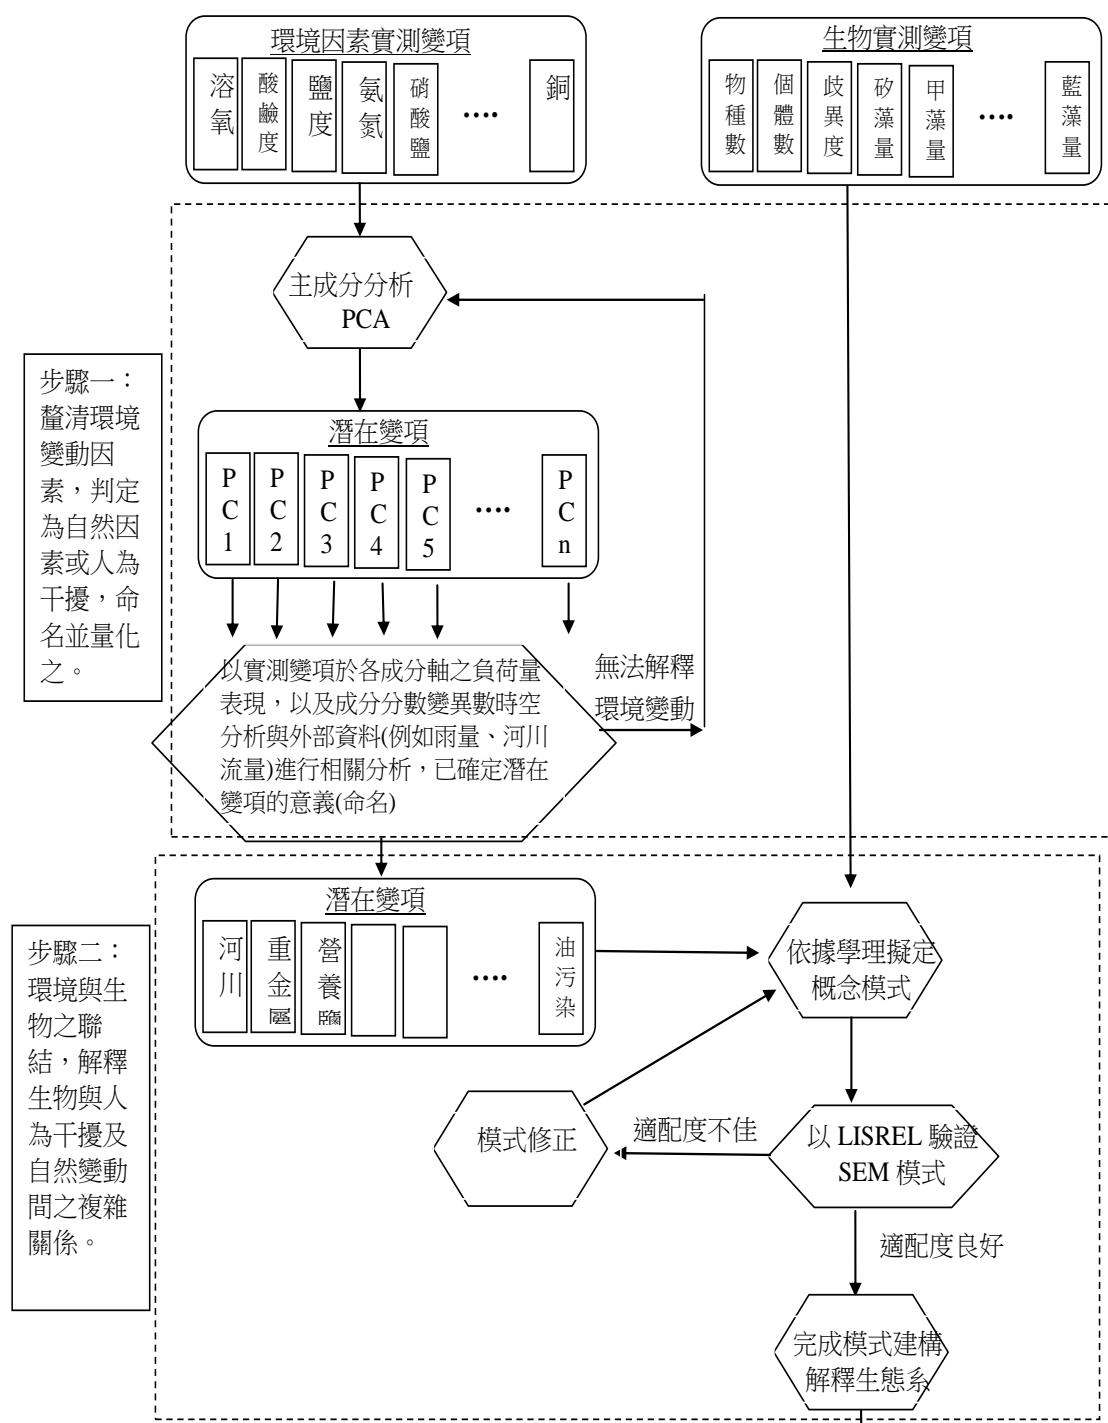 環境因素實測變項
溶氧
酸鹼度
鹽度
氨氮
硝酸鹽
····
銅
生物實測變項
物種數
個體數
歧異度
矽藻量
甲藻量
····
藍藻量
主成分分析
PCA
步驟一：
釐清環境
變動因
素，判定
為自然因
素或人為
干擾，命
名並量化
之。
潛在變項
PC1
PC2
PC3
PC4
PC5
····
PCn
以實測變項於各成分軸之負荷量
表現，以及成分分數變異數時空
分析與外部資料(例如雨量、河川
流量)進行相關分析，已確定潛在
變項的意義(命名)
無法解釋
環境變動
步驟二：
環境與生
物之聯
結，解釋
生物與人
為干擾及
自然變動
間之複雜
關係。
潛在變項
河川
重金屬
營養鹽
····
油污染
依據學理擬定
概念模式
模式修正
適配度不佳
以 LISREL 驗證
SEM 模式
適配度良好
完成模式建構
解釋生態系